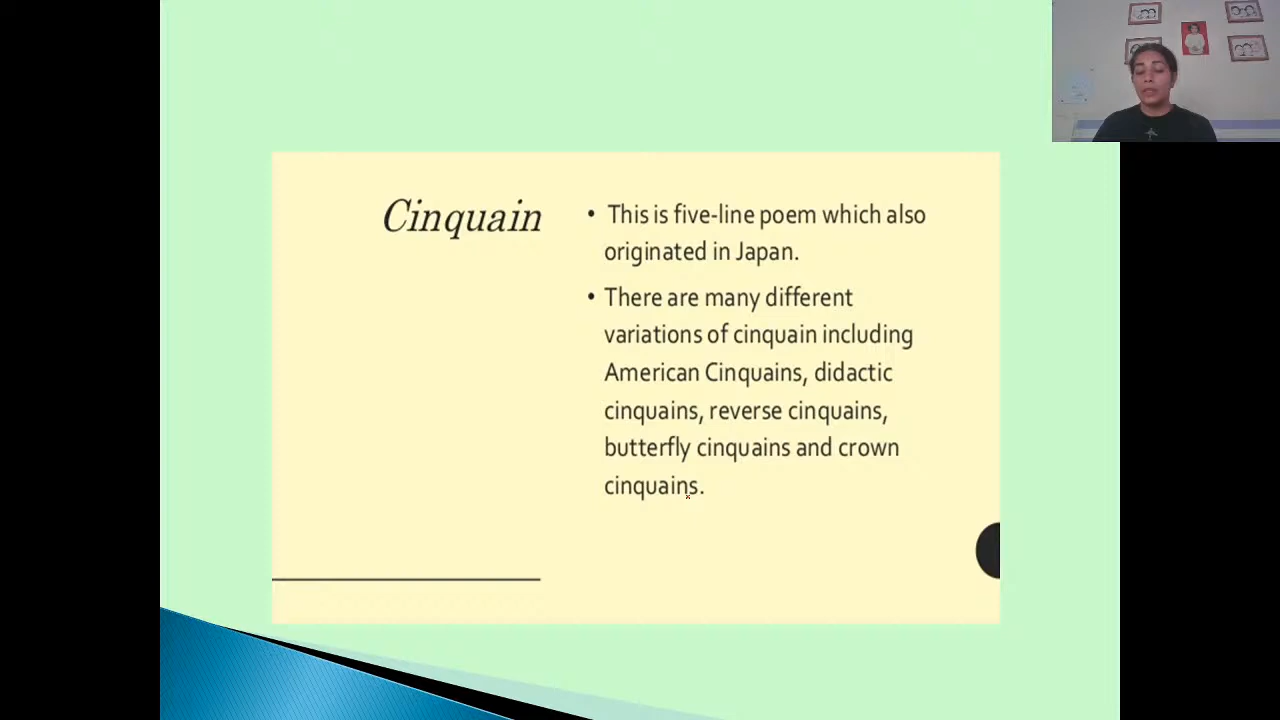 Cinquain
• This is five-line poem which also
originated in Japan.
• There are many different
variations of cinquain including
American Cinquains, didactic
cinquains, reverse cinquains,
butterfly cinquains and crown
cinquains.